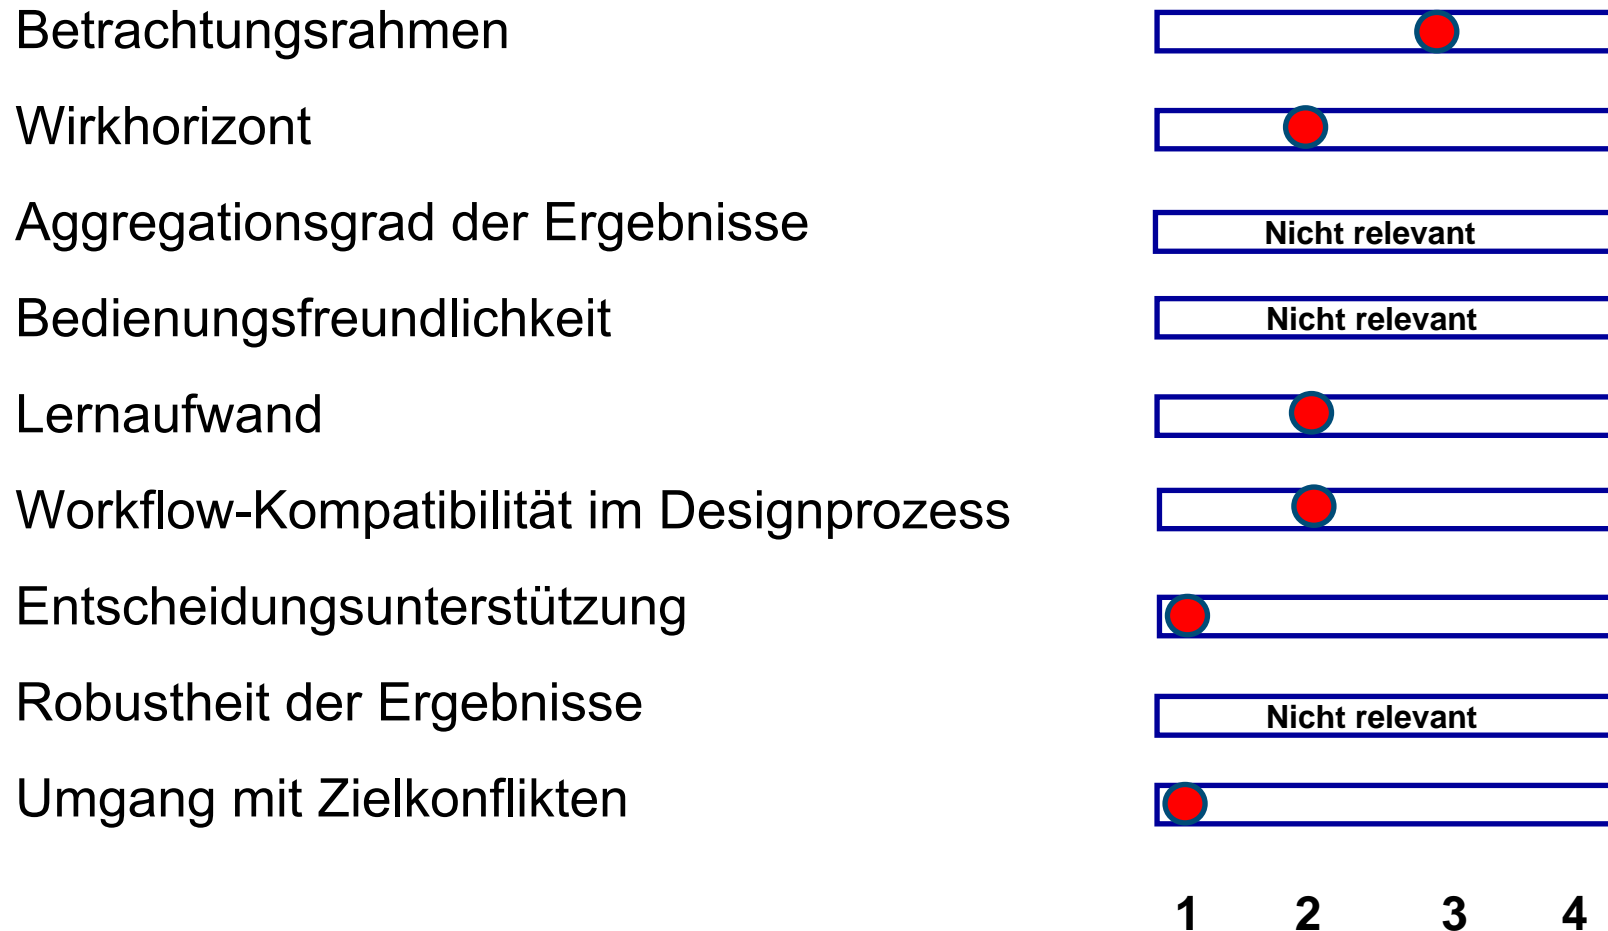 Betrachtungsrahmen
Wirkhorizont
Aggregationsgrad der Ergebnisse
Nicht relevant
Bedienungsfreundlichkeit
Nicht relevant
Lernaufwand
Workflow-Kompatibilität im Designprozess
Entscheidungsunterstützung
Robustheit der Ergebnisse
Nicht relevant
Umgang mit Zielkonflikten
1 2 3 4